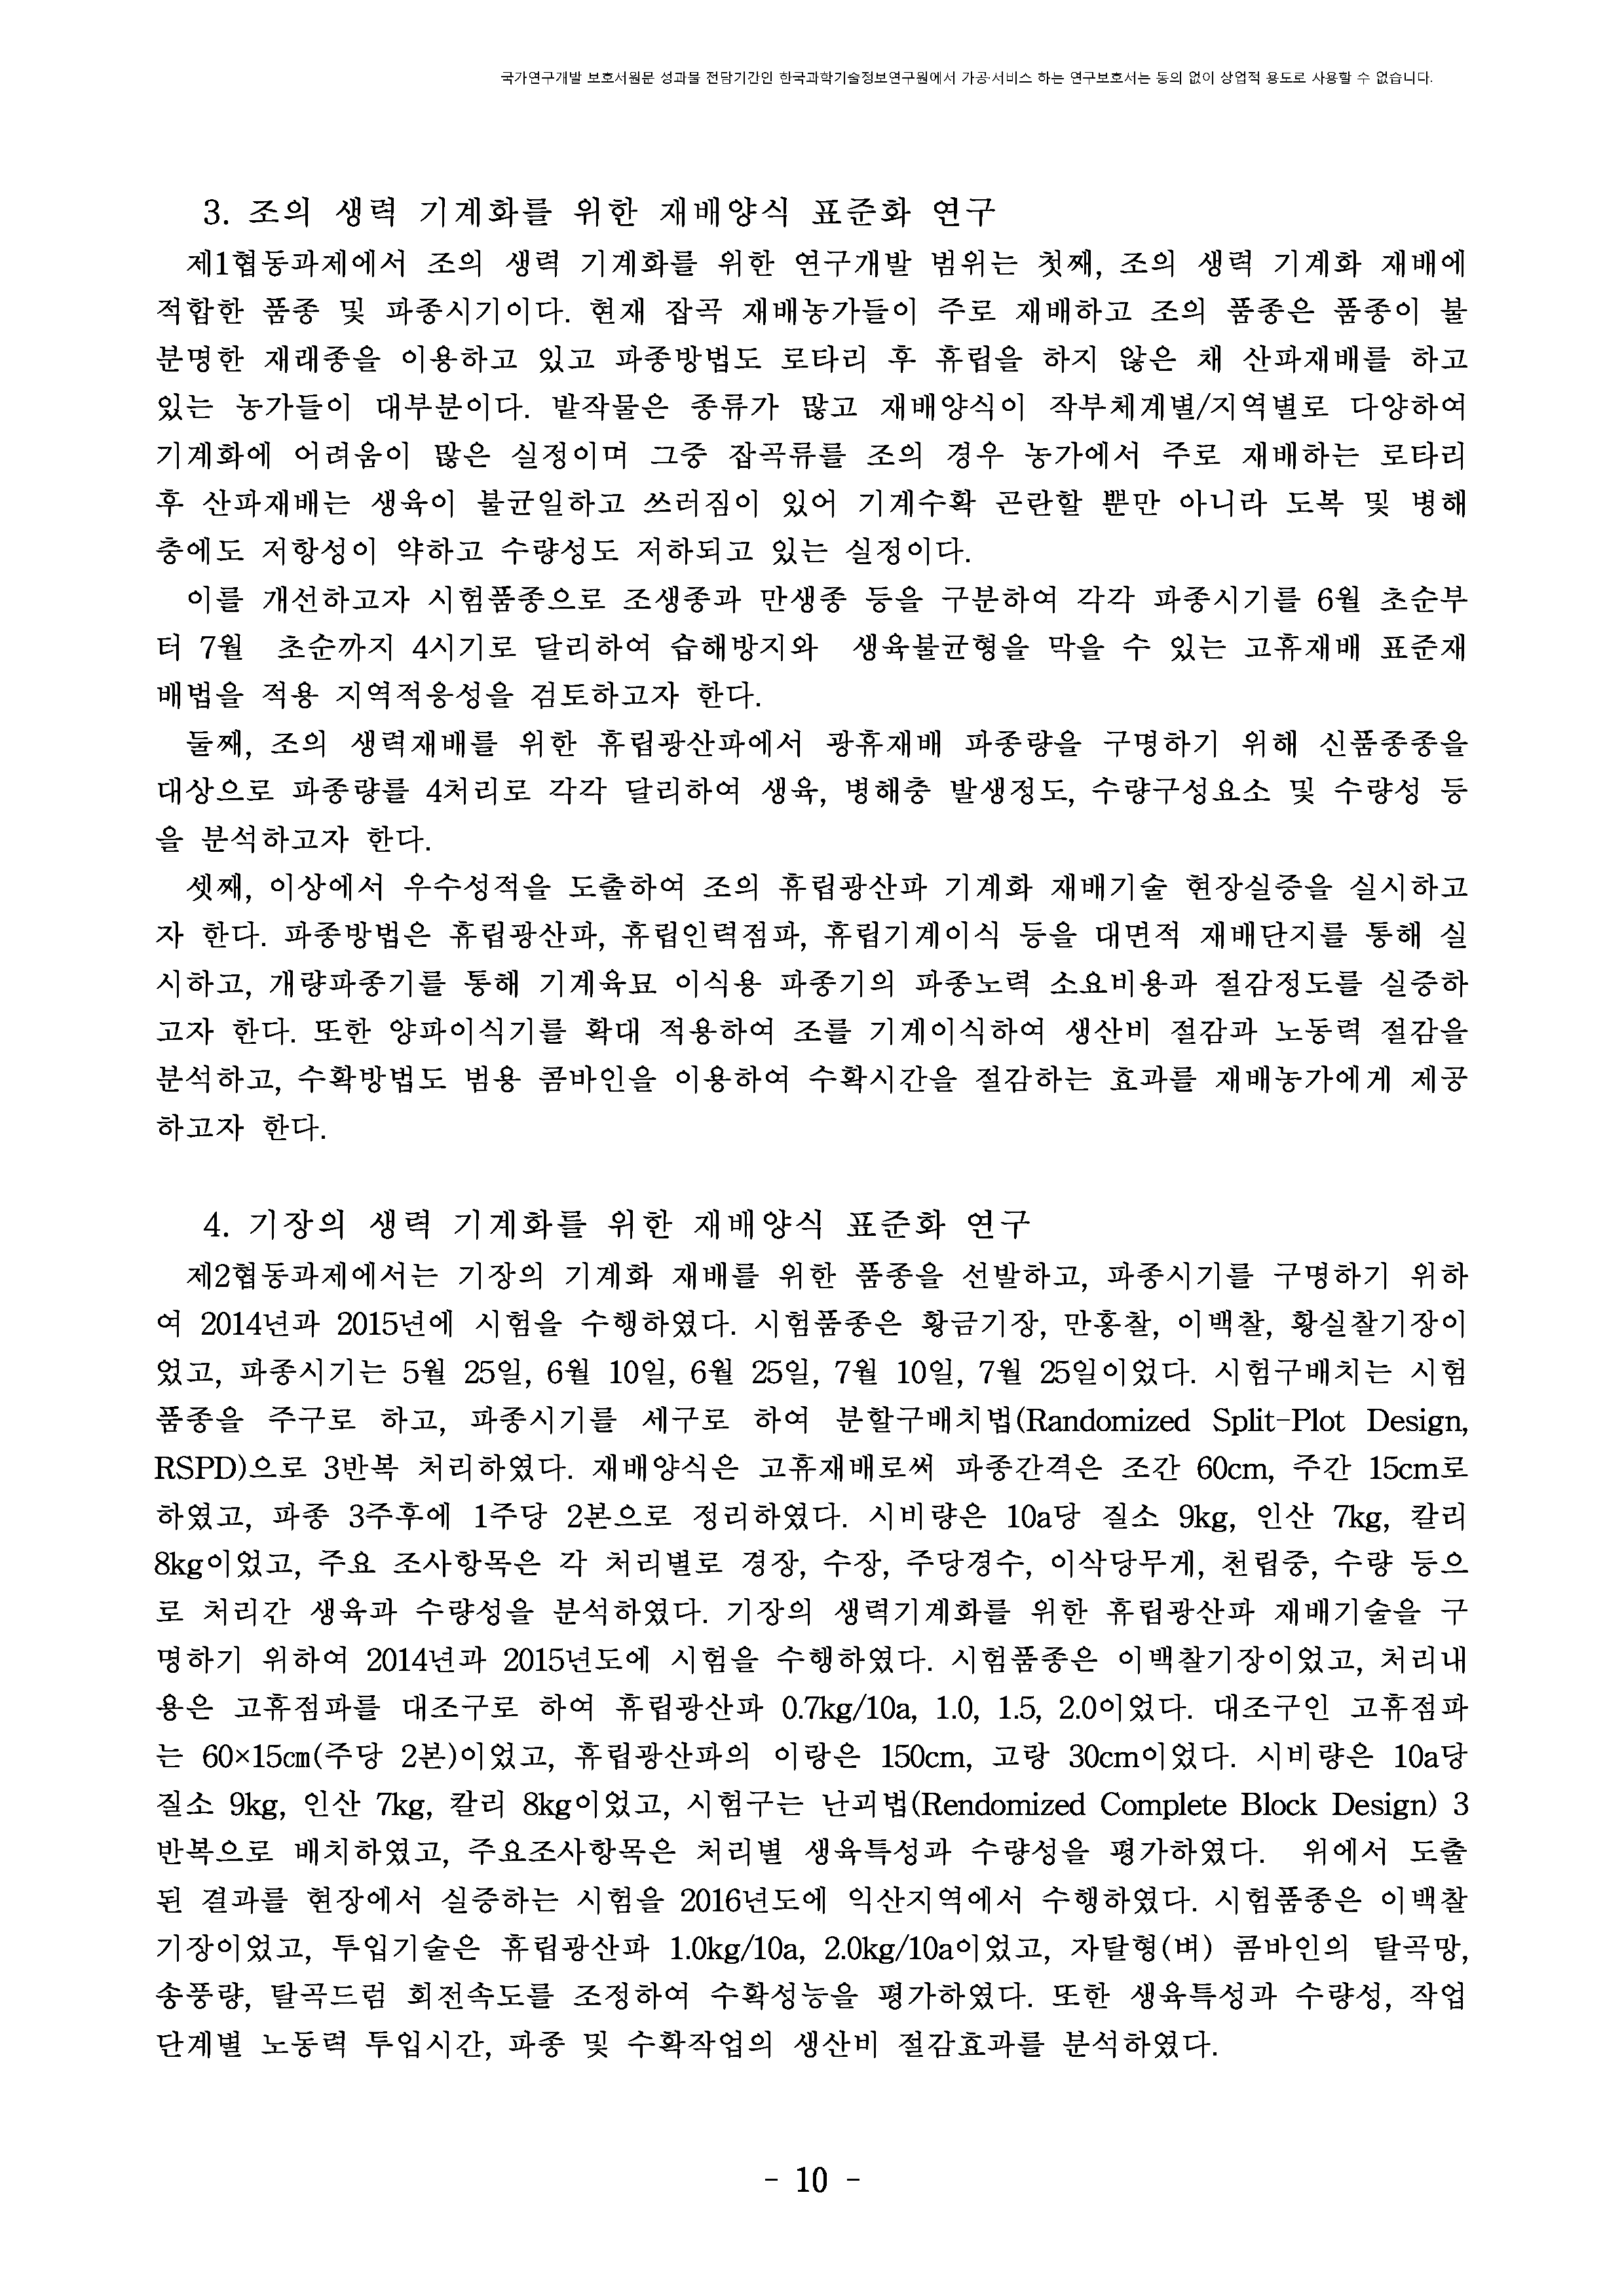 국가연구개발 보호서원문 성과물 전담기간인 한국과학기술정보연구원에서 가공·서비스 하는 연구보호서는 동의 없이 상업적 용도로 사용할 수 없습니다.
3. 조의 생력 기계화를 위한 재배양식 표준화 연구
제1협동과제에서 조의 생력 기계화를 위한 연구개발 범위는 첫째, 조의 생력 기계화 재배에
적합한 품종 및 파종시기이다. 현재 잡곡 재배농가들이 주로 재배하고 조의 품종은 품종이 불
분명한 재래종을 이용하고 있고 파종방법도 로타리 후 휴립을 하지 않은 채 산파재배를 하고
있는 농가들이 대부분이다. 밭작물은 종류가 많고 재배양식이 작부체계별/지역별로 다양하여
기계화에 어려움이 많은 실정이며 그중 잡곡류를 조의 경우 농가에서 주로 재배하는 로타리
후 산파재배는 생육이 불균일하고 쓰러짐이 있어 기계수확 곤란할 뿐만 아니라 도복 및 병해
충에도 저항성이 약하고 수량성도 저하되고 있는 실정이다.
이를 개선하고자 시험품종으로 조생종과 만생종 등을 구분하여 각각 파종시기를 6월 초순부
터 7월 초순까지 4시기로 달리하여 습해방지와 생육불균형을 막을 수 있는 고휴재배 표준재
배법을 적용 지역적응성을 검토하고자 한다.
둘째, 조의 생력재배를 위한 휴립광산파에서 광휴재배 파종량을 구명하기 위해 신품종종을
대상으로 파종량를 4처리로 각각 달리하여 생육, 병해충 발생정도, 수량구성요소 및 수량성 등
을 분석하고자 한다.
셋째, 이상에서 우수성적을 도출하여 조의 휴립광산파 기계화 재배기술 현장실증을 실시하고
자 한다. 파종방법은 휴립광산파, 휴립인력점파, 휴립기계이식 등을 대면적 재배단지를 통해 실
시하고, 개량파종기를 통해 기계육묘 이식용 파종기의 파종노력 소요비용과 절감정도를 실증하
고자 한다. 또한 양파이식기를 확대 적용하여 조를 기계이식하여 생산비 절감과 노동력 절감을
분석하고, 수확방법도 범용 콤바인을 이용하여 수확시간을 절감하는 효과를 재배농가에게 제공
하고자 한다.
4. 기장의 생력 기계화를 위한 재배양식 표준화 연구
제2협동과제에서는 기장의 기계화 재배를 위한 품종을 선발하고, 파종시기를 구명하기 위하
여 2014년과 2015년에 시험을 수행하였다. 시험품종은 황금기장, 만홍찰, 이백찰, 황실찰기장이
었고, 파종시기는 5월 25일, 6월 10일, 6월 25일, 7월 10일, 7월 25일이었다. 시험구배치는 시험
품종을 주구로 하고, 파종시기를 세구로 하여 분할구배치법(Randomized Split-Plot Design,
RSPD)으로 3반복 처리하였다. 재배양식은 고휴재배로써 파종간격은 조간 60cm, 주간 15cm로
하였고, 파종 3주후에 1주당 2본으로 정리하였다. 시비량은 10a당 질소 9kg, 인산 7kg, 칼리
8kg이었고, 주요 조사항목은 각 처리별로 경장, 수장, 주당경수, 이삭당무게, 천립중, 수량 등으
로 처리간 생육과 수량성을 분석하였다. 기장의 생력기계화를 위한 휴립광산파 재배기술을 구
명하기 위하여 2014년과 2015년도에 시험을 수행하였다. 시험품종은 이백찰기장이었고, 처리내
용은 고휴점파를 대조구로 하여 휴립광산파 0.7kg/10a, 1.0, 1.5, 2.0이었다. 대조구인 고휴점파
는 60×15㎝(주당 2본)이었고, 휴립광산파의 이랑은 150cm, 고랑 30cm이었다. 시비량은 10a당
질소 9kg, 인산 7kg, 칼리 8kg이었고, 시험구는 난괴법(Rendomized Complete Block Design) 3
반복으로 배치하였고, 주요조사항목은 처리별 생육특성과 수량성을 평가하였다. 위에서 도출
된 결과를 현장에서 실증하는 시험을 2016년도에 익산지역에서 수행하였다. 시험품종은 이백찰
기장이었고, 투입기술은 휴립광산파 1.0kg/10a, 2.0kg/10a이었고, 자탈형(벼) 콤바인의 탈곡망,
송풍량, 탈곡드럼 회전속도를 조정하여 수확성능을 평가하였다. 또한 생육특성과 수량성, 작업
단계별 노동력 투입시간, 파종 및 수확작업의 생산비 절감효과를 분석하였다.
- 10 -